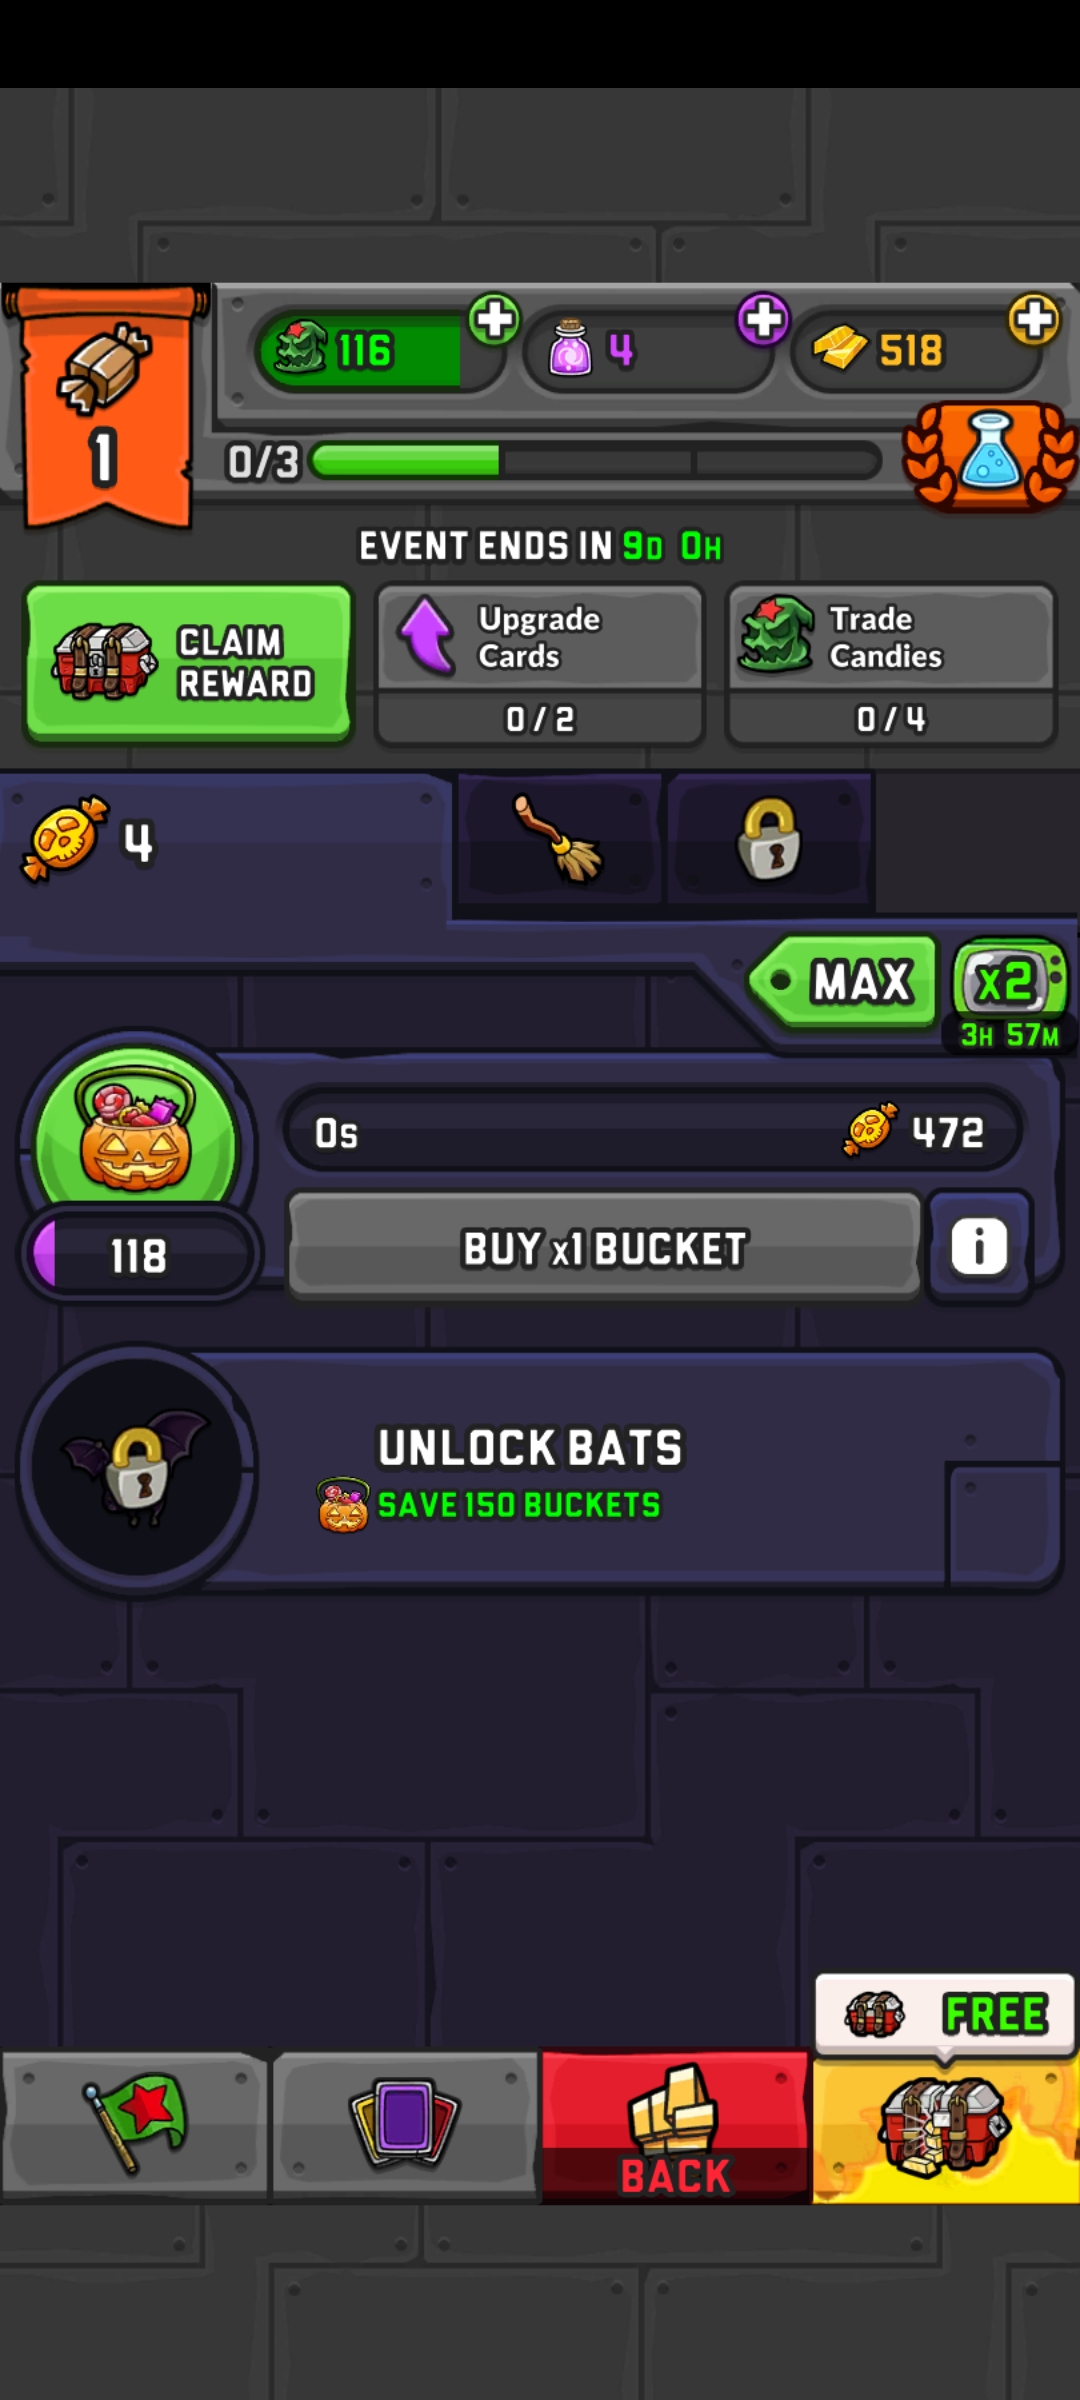 116
4
518
1
0/3
EVENT ENDS IN 9D 0H
CLAIM
REWARD
Upgrade
Cards
0/2
Trade
Candies
0/4
4
MAX
x2
3H 57M
0s
472
118
BUY x1 BUCKET
i
UNLOCK BATS
SAVE 150 BUCKETS
FREE
BACK